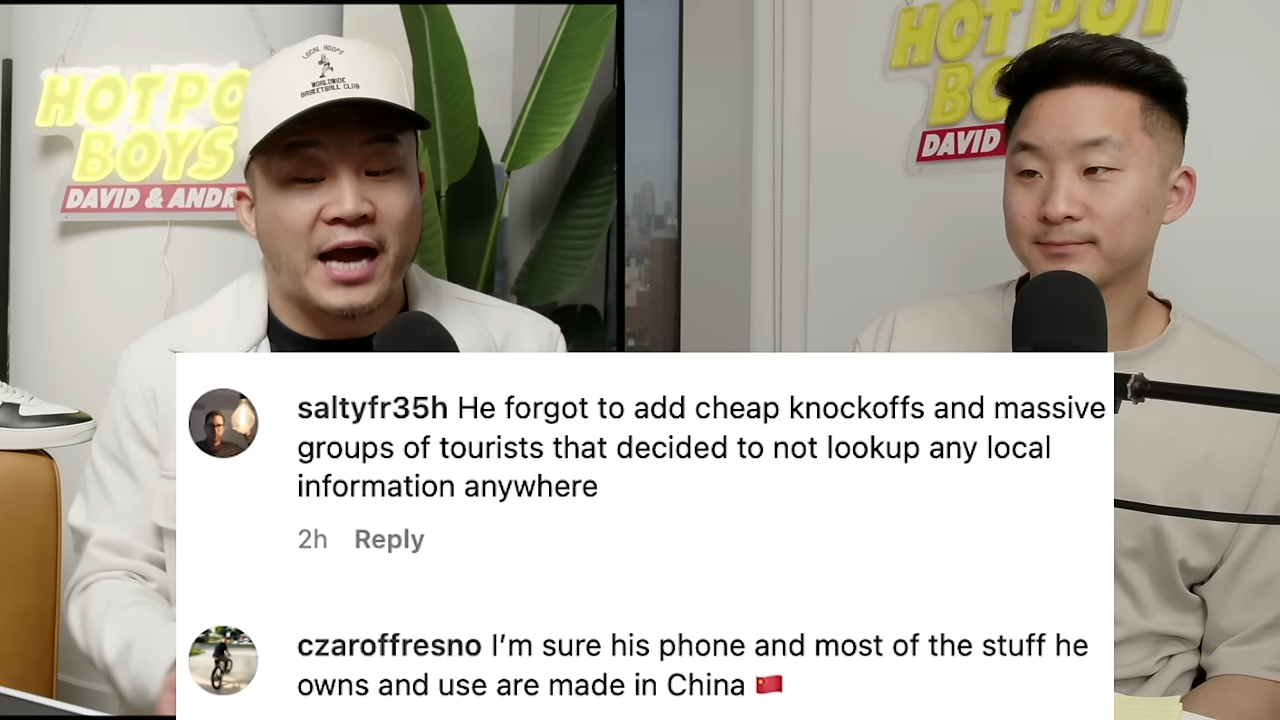 HOT PO
BOYS
DAVID & ANDR
LOCAL HOOPS
WORLDWIDE
BASKETBALL CLUB
HOT POT
BO
DAVID
saltyfr35h He forgot to add cheap knockoffs and massive
groups of tourists that decided to not lookup any local
information anywhere
2h Reply
czaroffresno I’m sure his phone and most of the stuff he
owns and use are made in China 🇨🇳